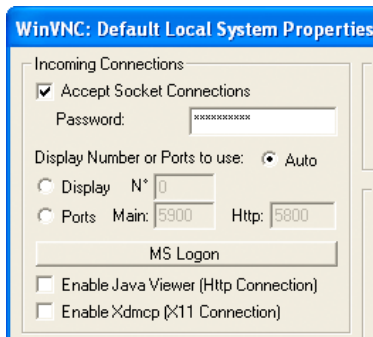 WinVNC: Default Local System Properties
Incoming Connections
Accept Socket Connections
Password: xxxxxxxxxx
Display Number or Ports to use: Auto
Display N° 0
Ports Main: 5900 Http: 5800
MS Logon
Enable Java Viewer (Http Connection)
Enable Xdmcp (X11 Connection)